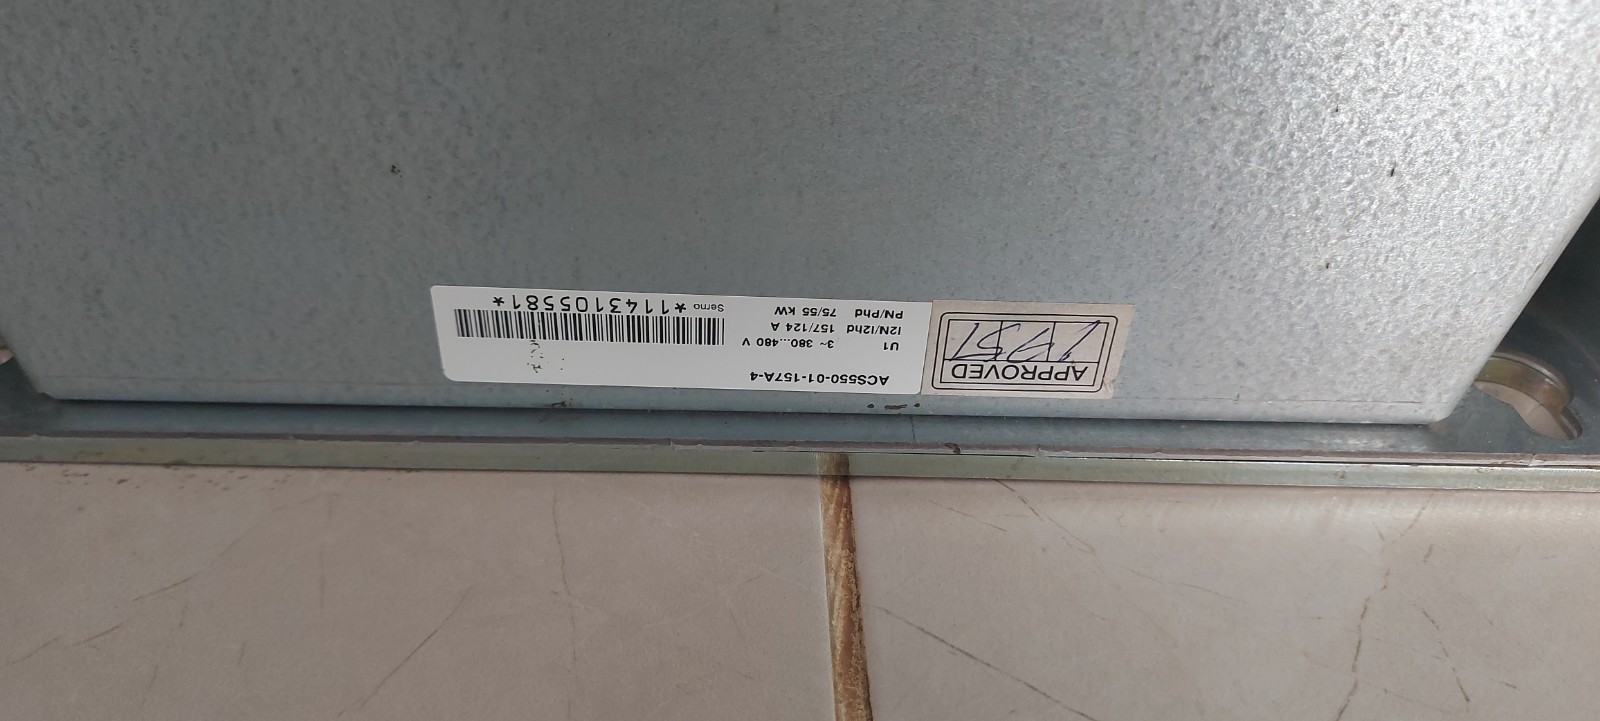 APPROVED
ACS550-01-157A-4
U1 3~ 380...480 V
I2N/I2hd 157/124 A
PN/Phd 75/55 kW
Serno *1143105581*